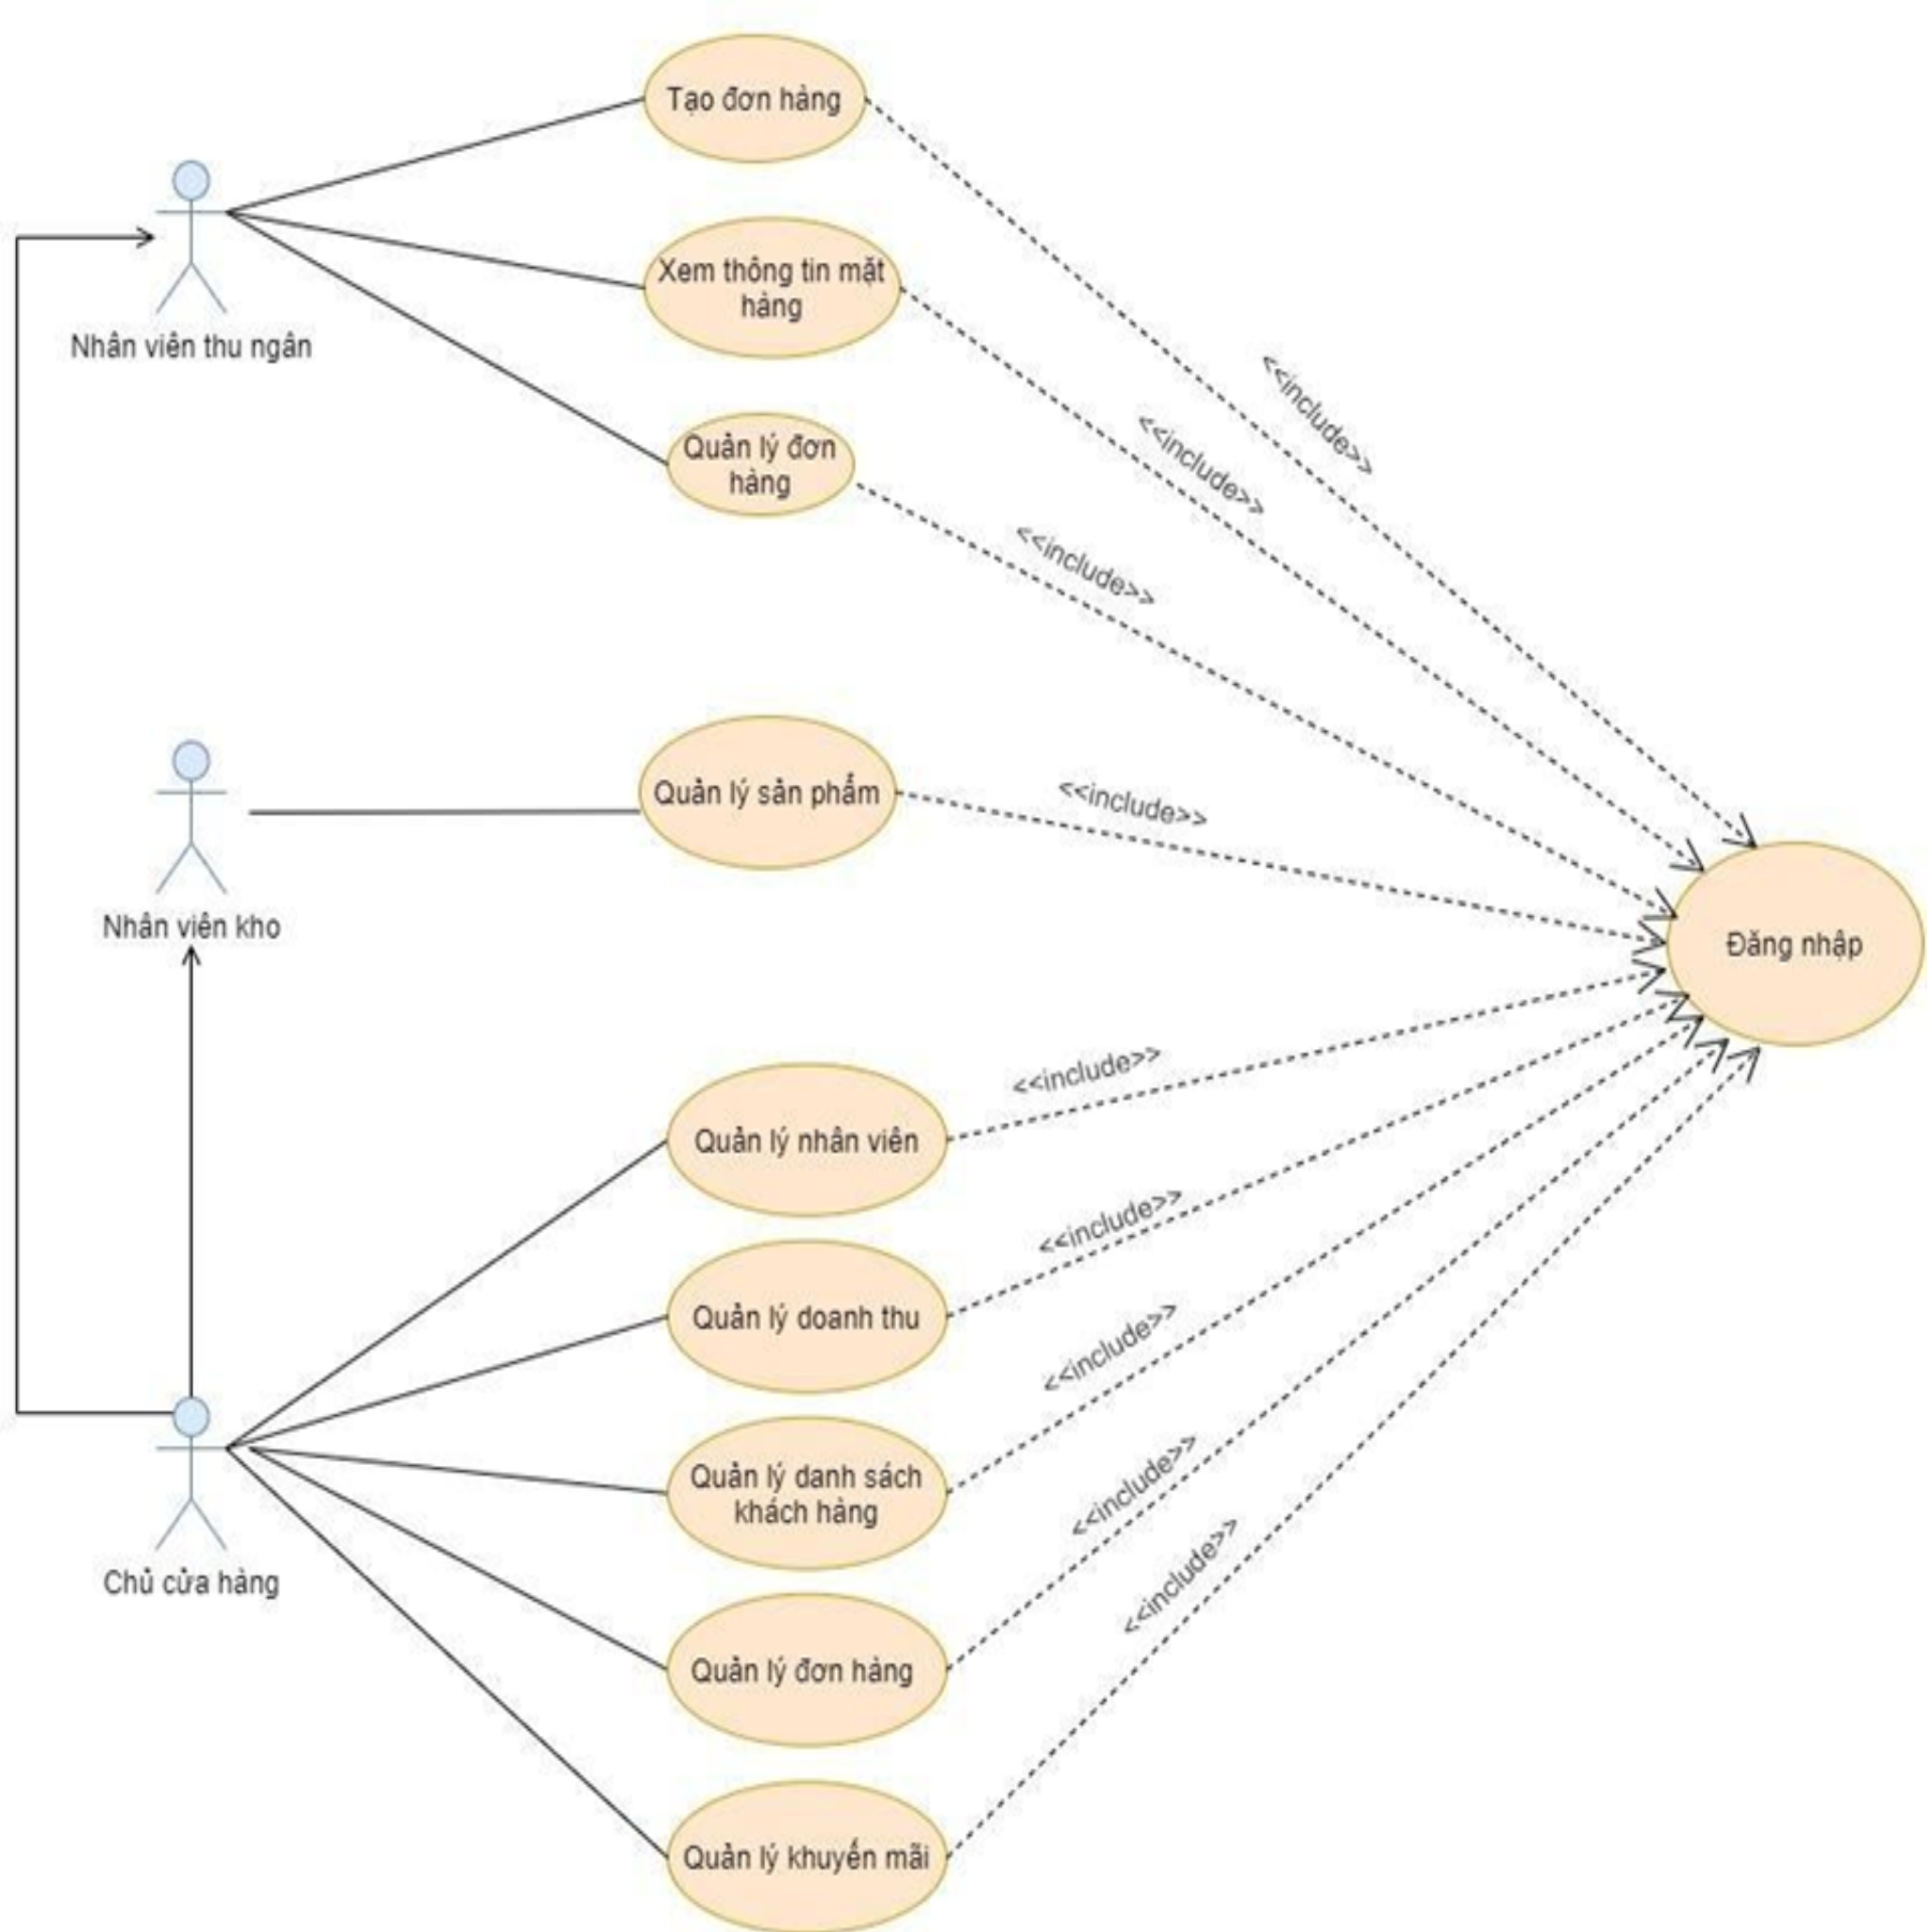 Tạo đơn hàng
Nhân viên thu ngân
Xem thông tin mặt
hàng
Quản lý đơn
hàng
<<include>>
<<include>>
<<include>>
Nhân viên kho
Quản lý sản phẩm
<<include>>
Đăng nhập
Quản lý nhân viên
<<include>>
Quản lý doanh thu
<<include>>
Chủ cửa hàng
Quản lý danh sách
khách hàng
<<include>>
Quản lý đơn hàng
<<include>>
Quản lý khuyến mãi
<<include>>